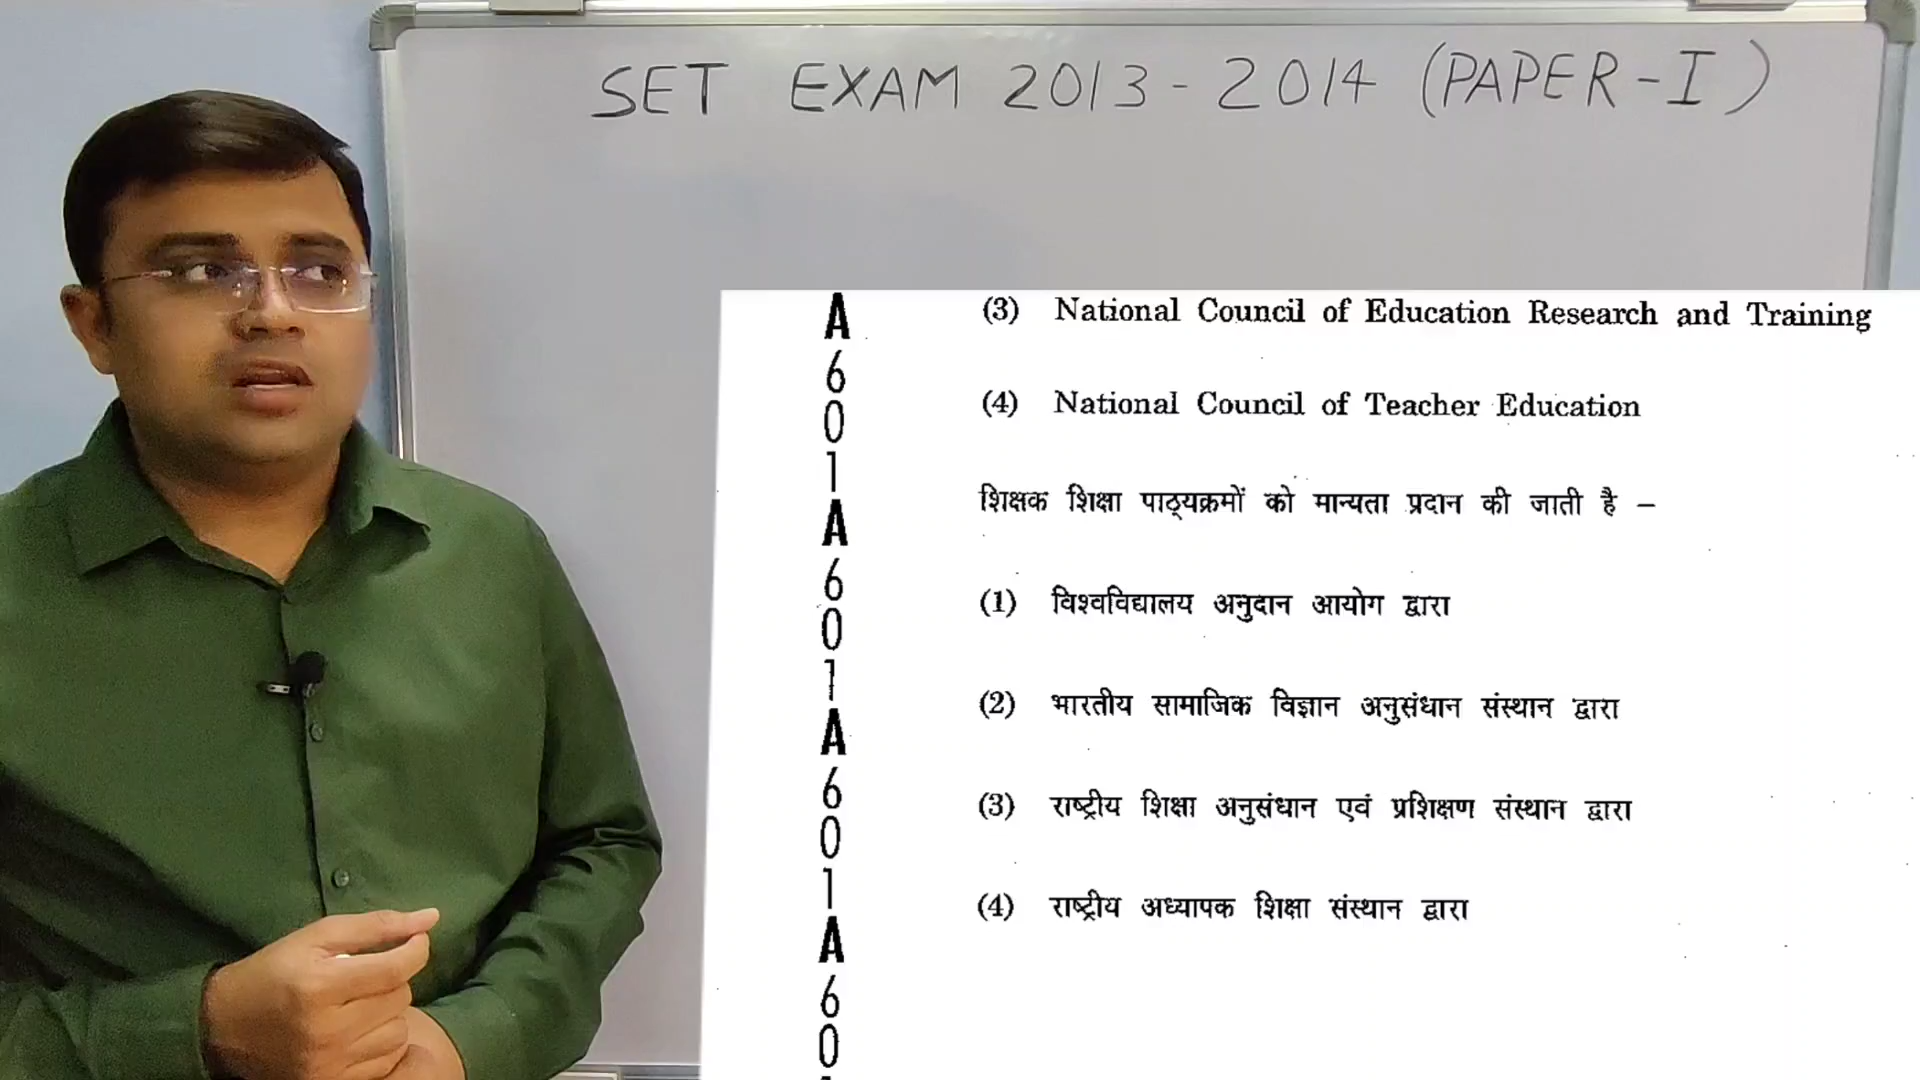 SET EXAM 2013-2014 (PAPER-I)
(3) National Council of Education Research and Training
(4) National Council of Teacher Education
शिक्षक शिक्षा पाठ्यक्रमों को मान्यता प्रदान की जाती है –
(1) विश्वविद्यालय अनुदान आयोग द्वारा
(2) भारतीय सामाजिक विज्ञान अनुसंधान संस्थान द्वारा
(3) राष्ट्रीय शिक्षा अनुसंधान एवं प्रशिक्षण संस्थान द्वारा
(4) राष्ट्रीय अध्यापक शिक्षा संस्थान द्वारा
A
6
0
1
A
6
0
1
A
6
0
1
A
6
0